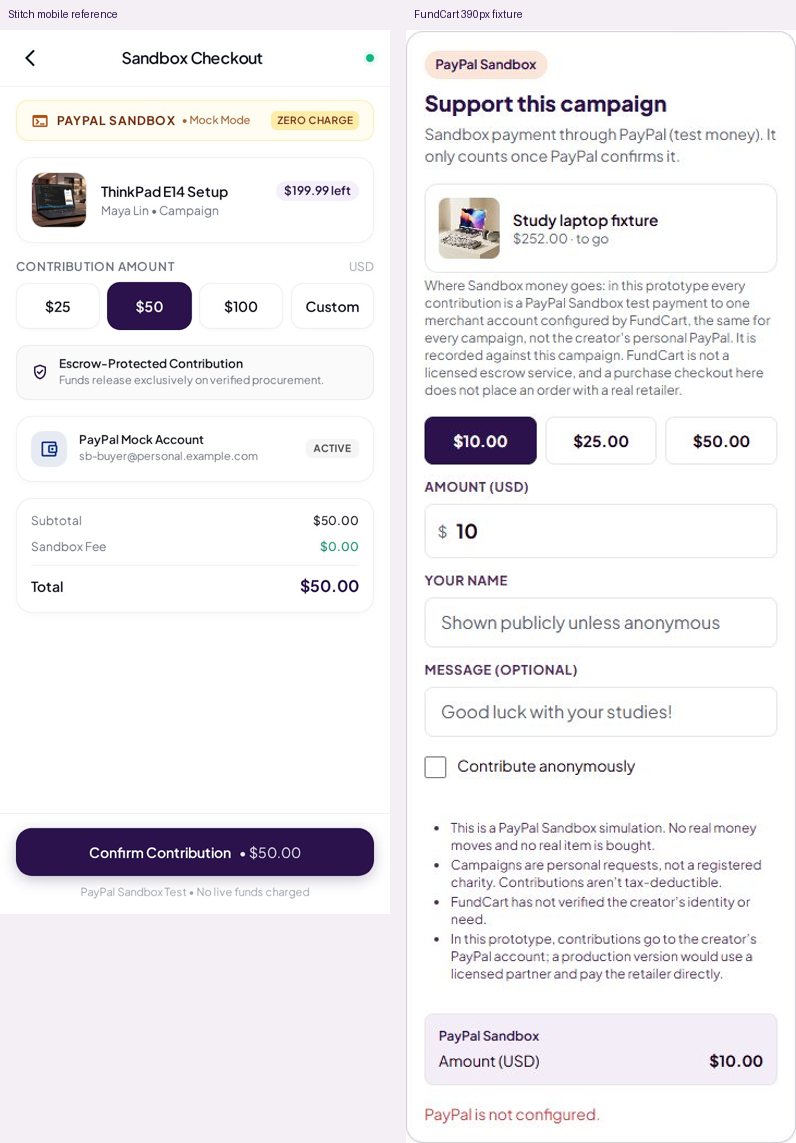 Stitch mobile reference
Sandbox Checkout
PAYPAL SANDBOX • Mock Mode ZERO CHARGE
ThinkPad E14 Setup $199.99 left
Maya Lin • Campaign
CONTRIBUTION AMOUNT USD
$25 $50 $100 Custom
Escrow-Protected Contribution
Funds release exclusively on verified procurement.
PayPal Mock Account ACTIVE
sb-buyer@personal.example.com
Subtotal $50.00
Sandbox Fee $0.00
Total $50.00
Confirm Contribution • $50.00
PayPal Sandbox Test • No live funds charged
FundCart 390px fixture
PayPal Sandbox
Support this campaign
Sandbox payment through PayPal (test money). It
only counts once PayPal confirms it.
Study laptop fixture
$252.00 · to go
Where Sandbox money goes: in this prototype every
contribution is a PayPal Sandbox test payment to one
merchant account configured by FundCart, the same for
every campaign, not the creator's personal PayPal. It is
recorded against this campaign. FundCart is not a
licensed escrow service, and a purchase checkout here
does not place an order with a real retailer.
$10.00 $25.00 $50.00
AMOUNT (USD)
$ 10
YOUR NAME
Shown publicly unless anonymous
MESSAGE (OPTIONAL)
Good luck with your studies!
Contribute anonymously
• This is a PayPal Sandbox simulation. No real money
moves and no real item is bought.
• Campaigns are personal requests, not a registered
charity. Contributions aren't tax-deductible.
• FundCart has not verified the creator's identity or
need.
• In this prototype, contributions go to the creator's
PayPal account; a production version would use a
licensed partner and pay the retailer directly.
PayPal Sandbox
Amount (USD) $10.00
PayPal is not configured.